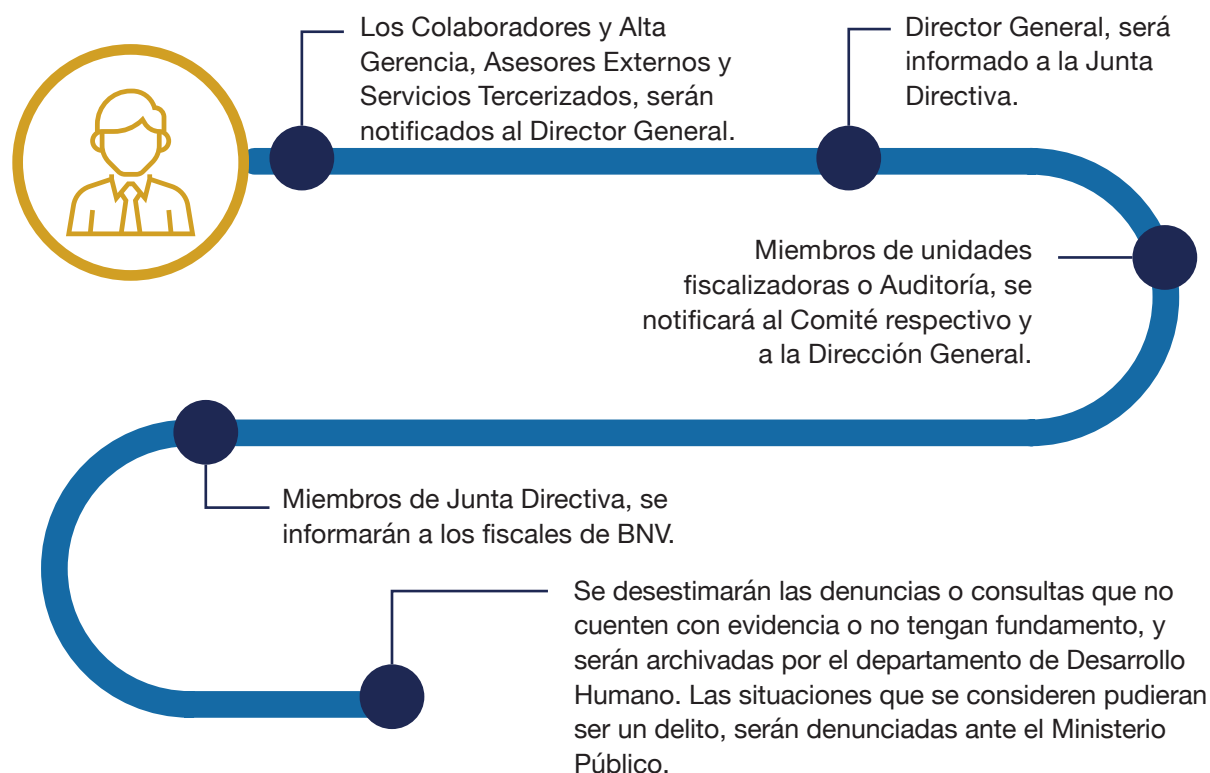 Los Colaboradores y Alta
Gerencia, Asesores Externos y
Servicios Tercerizados, serán
notificados al Director General.
Director General, será
informado a la Junta
Directiva.
Miembros de unidades
fiscalizadoras o Auditoría, se
notificará al Comité respectivo y
a la Dirección General.
Miembros de Junta Directiva, se
informarán a los fiscales de BNV.
Se desestimarán las denuncias o consultas que no
cuenten con evidencia o no tengan fundamento, y
serán archivadas por el departamento de Desarrollo
Humano. Las situaciones que se consideren pudieran
ser un delito, serán denunciadas ante el Ministerio
Público.